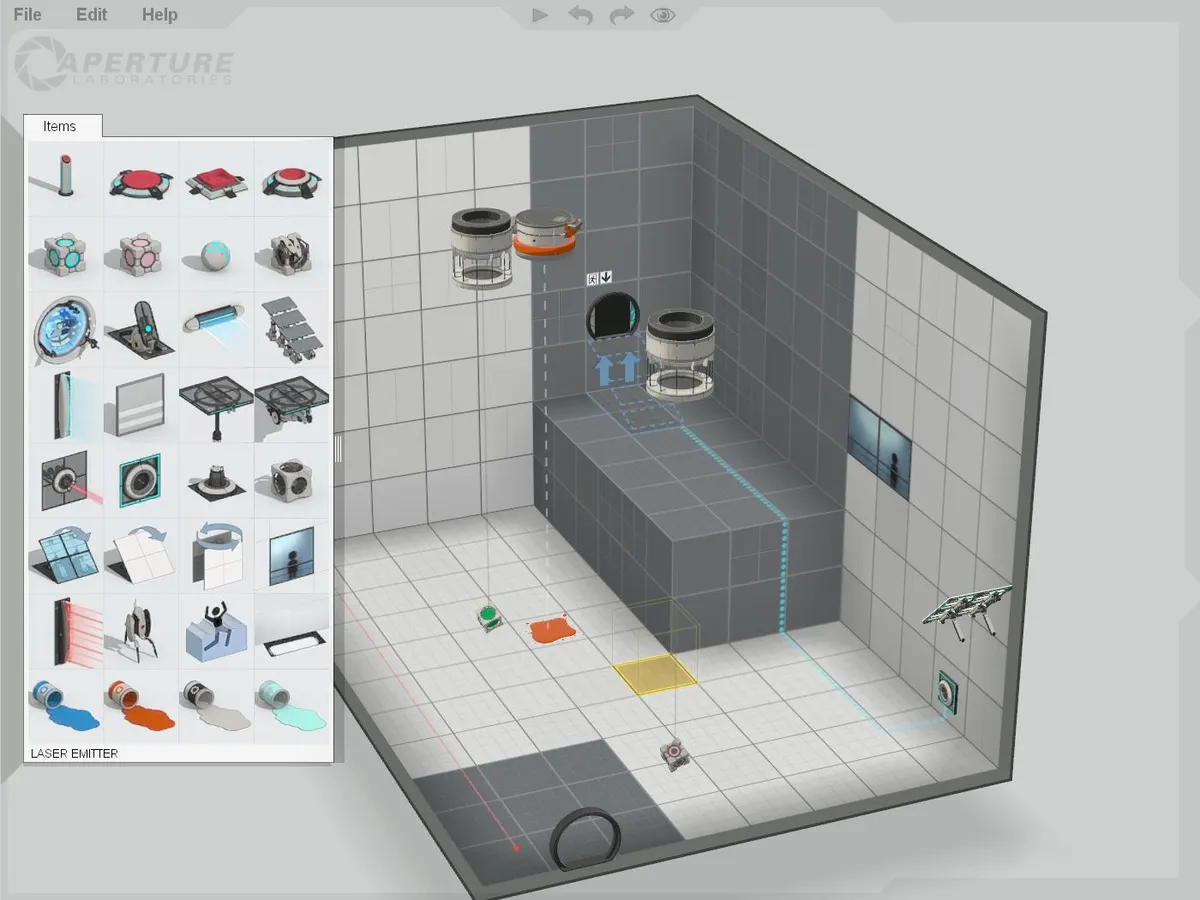 File Edit Help
APERTURE
LABORATORIES
Items
LASER EMITTER